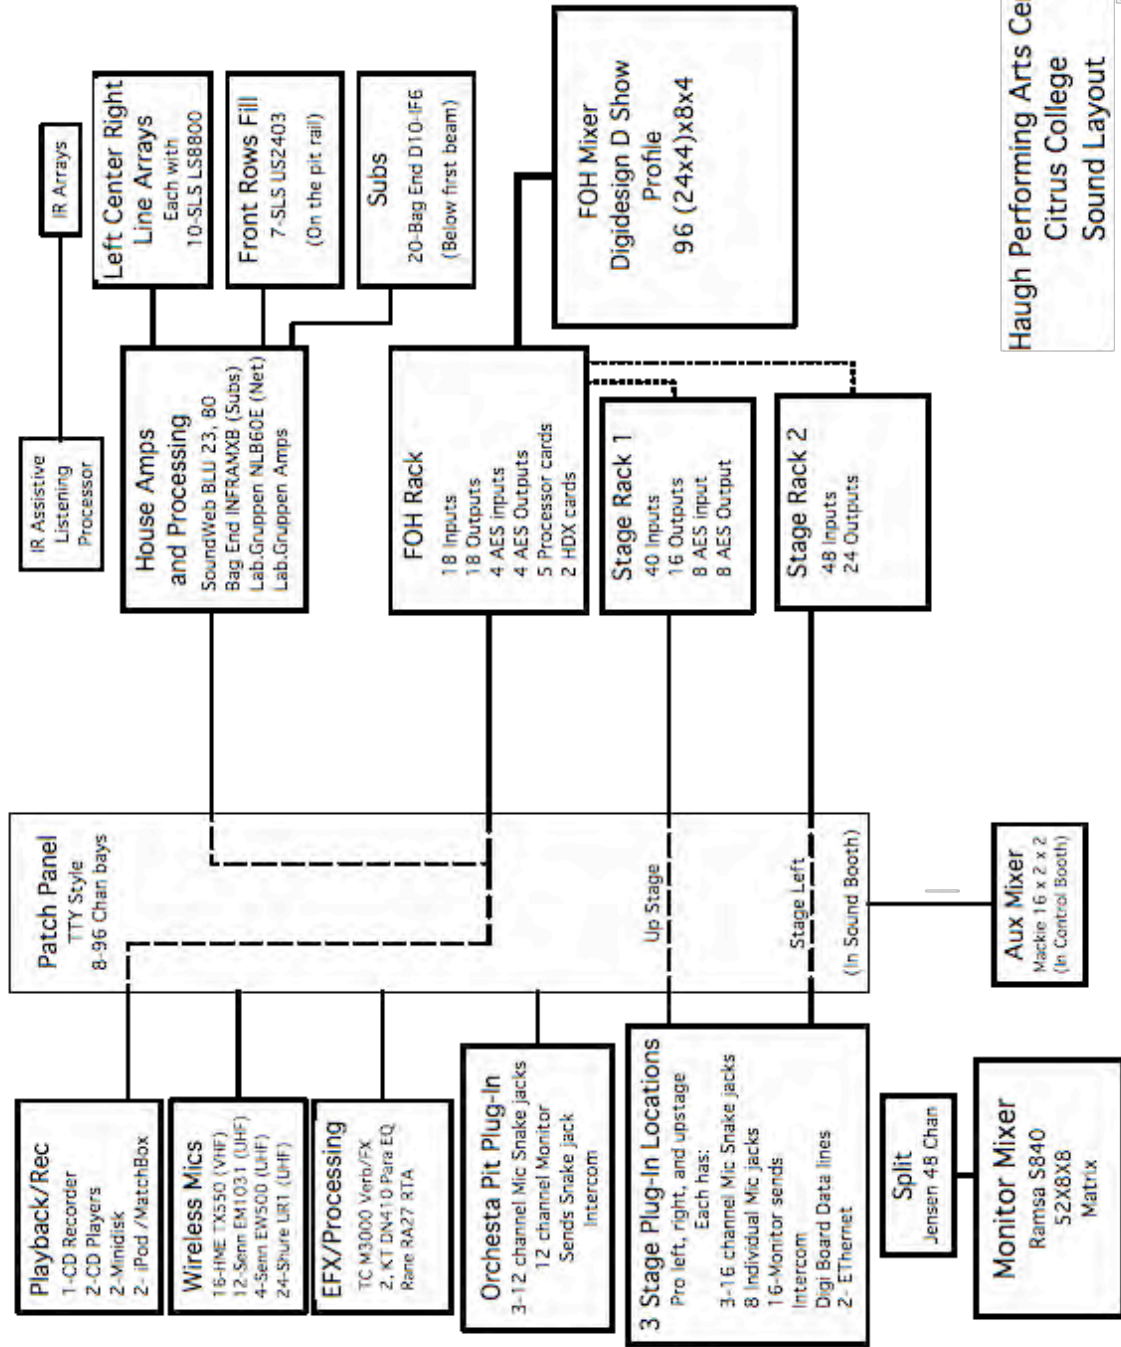 Playback/Rec
1-CD Recorder
2-CD Players
2-Minidisk
2- iPod /MatchBox
Wireless Mics
16-HME TX550 (VHF)
12-Senn EM1031 (UHF)
4-Senn EW500 (UHF)
24-Shure UR1 (UHF)
EFX/Processing
TC M3000 Verb/FX
2, KT DN410 Para EQ
Rane RA27 RTA
Orchesta Pit Plug-In
3-12 channel Mic Snake jacks
12 channel Monitor
Sends Snake jack
Intercom
3 Stage Plug-In Locations
Pro left, right, and upstage
Each has:
3-16 channel Mic Snake jacks
8 Individual Mic jacks
16-Monitor sends
Intercom
Digi Board Data lines
2- EThernet
Split
Jensen 48 Chan
Monitor Mixer
Ramsa S840
52X8X8
Matrix
Patch Panel
TTY Style
8-96 Chan bays
Up Stage
Stage Left
(In Sound Booth)
Aux Mixer
Mackie 16 x 2 x 2
(In Control Booth)
IR Assistive
Listening
Processor
IR Arrays
House Amps
and Processing
SoundWeb BLU 23, 80
Bag End INFRAMXB (Subs)
Lab.Gruppen NLB60E (Net)
Lab.Gruppen Amps
Left Center Right
Line Arrays
Each with
10-SLS LS8800
Front Rows Fill
7-SLS US2403
(On the pit rail)
Subs
20-Bag End D10-IF6
(Below first beam)
FOH Rack
18 Inputs
18 Outputs
4 AES inputs
4 AES Outputs
5 Processor cards
2 HDX cards
Stage Rack 1
40 Inputs
16 Outputs
8 AES input
8 AES Output
Stage Rack 2
48 Inputs
24 Outputs
FOH Mixer
Digidesign D Show
Profile
96 (24x4)x8x4
Haugh Performing Arts Ce
Citrus College
Sound Layout